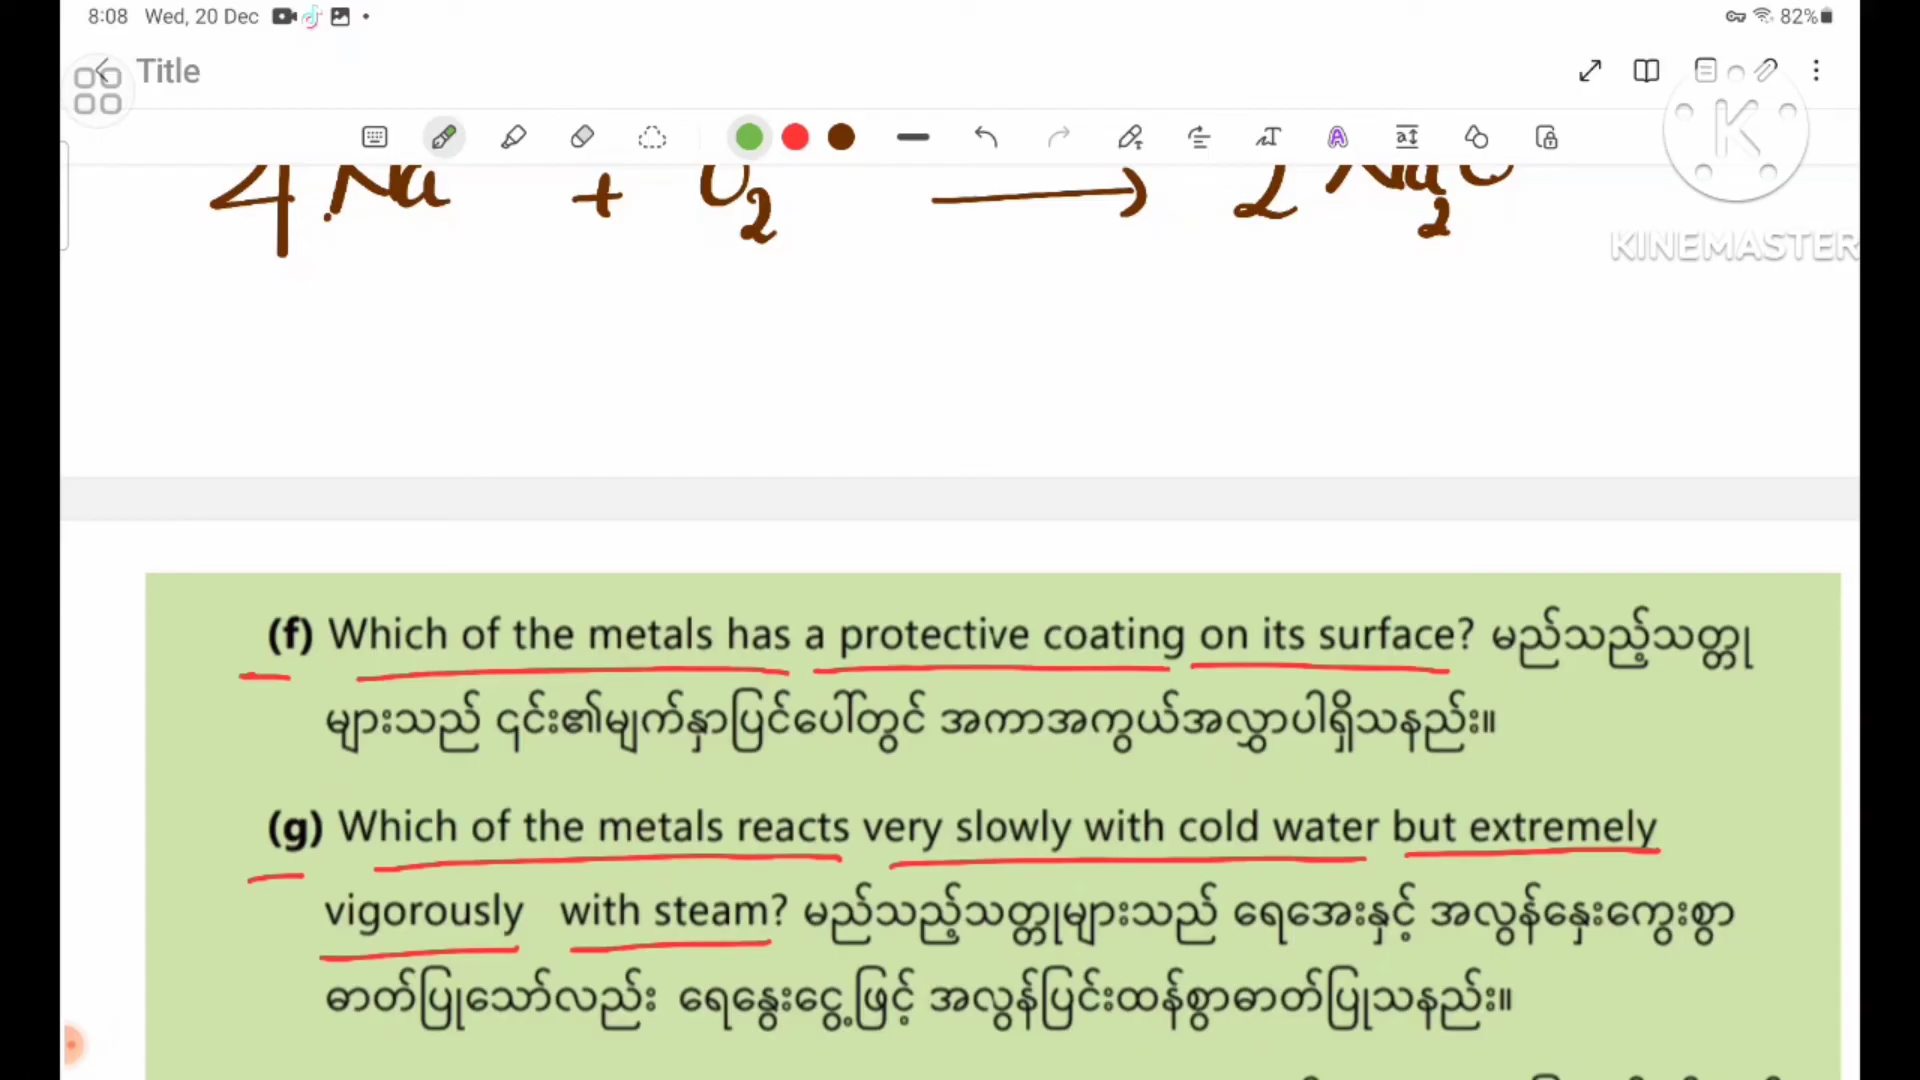 8:08 Wed, 20 Dec
82%
Title
KINEMASTER
4Na + O2 → 2Na2O
(f) Which of the metals has a protective coating on its surface? မည်သည့်သတ္တု
များသည် ၎င်း၏မျက်နှာပြင်ပေါ်တွင် အကာအကွယ်အလွှာပါရှိသနည်း။
(g) Which of the metals reacts very slowly with cold water but extremely
vigorously with steam? မည်သည့်သတ္တုများသည် ရေအေးနှင့် အလွန်နှေးကွေးစွာ
ဓာတ်ပြုသော်လည်း ရေနွေးငွေ့ဖြင့် အလွန်ပြင်းထန်စွာဓာတ်ပြုသနည်း။